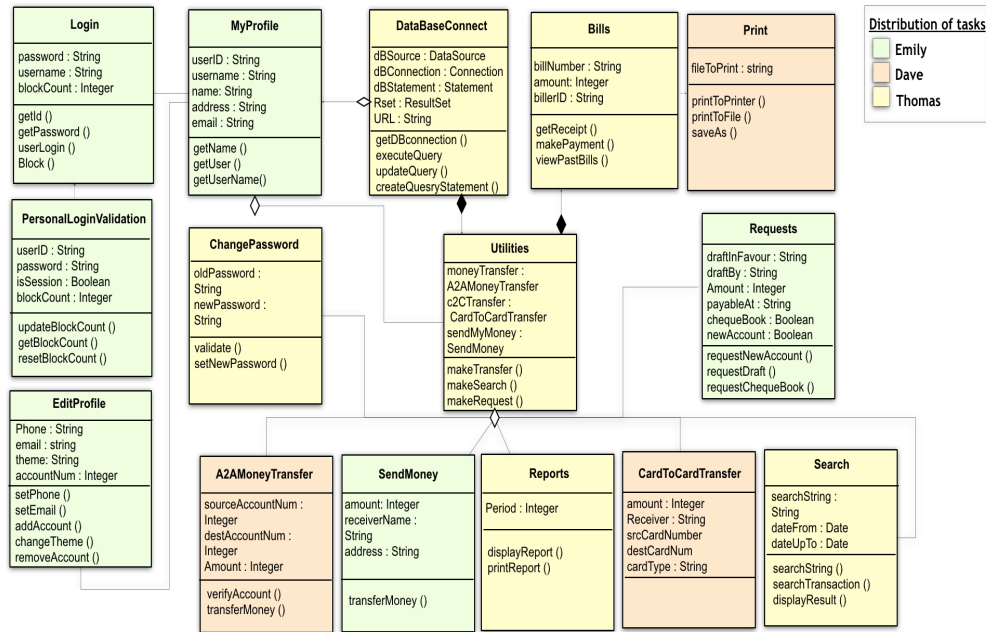 Login
password : String
username : String
blockCount : Integer
getId ()
getPassword ()
userLogin ()
Block ()
MyProfile
userID : String
username : String
name: String
address : String
email : String
getName ()
getUser ()
getUserName()
DataBaseConnect
dBSource : DataSource
dBConnection : Connection
dBStatement : Statement
Rset : ResultSet
URL : String
getDBconnection ()
executeQuery
updateQuery ()
createQuesryStatement ()
Bills
billNumber : String
amount: Integer
billerID : String
getReceipt ()
makePayment ()
viewPastBills ()
Print
fileToPrint : string
printToPrinter ()
printToFile ()
saveAs ()
Distribution of tasks
Emily
Dave
Thomas
PersonalLoginValidation
userID : String
password : String
isSession : Boolean
blockCount : Integer
updateBlockCount ()
getBlockCount ()
resetBlockCount ()
ChangePassword
oldPassword :
String
newPassword :
String
validate ()
setNewPassword ()
Utilities
moneyTransfer :
A2AMoneyTransfer
c2CTransfer :
CardToCardTransfer
sendMyMoney :
SendMoney
makeTransfer ()
makeSearch ()
makeRequest ()
Requests
draftInFavour : String
draftBy : String
Amount : Integer
payableAt : String
chequeBook : Boolean
newAccount : Boolean
requestNewAccount ()
requestDraft ()
requestChequeBook ()
EditProfile
Phone : String
email : string
theme: String
accountNum : Integer
setPhone ()
setEmail ()
addAccount ()
changeTheme ()
removeAccount ()
A2AMoneyTransfer
sourceAccountNum :
Integer
destAccountNum :
Integer
Amount : Integer
verifyAccount ()
transferMoney ()
SendMoney
amount: Integer
receiverName :
String
address : String
transferMoney ()
Reports
Period : Integer
displayReport ()
printReport ()
CardToCardTransfer
amount : Integer
Receiver : String
srcCardNumber
destCardNum
cardType : String
Search
searchString :
String
dateFrom : Date
dateUpTo : Date
searchString ()
searchTransaction ()
displayResult ()